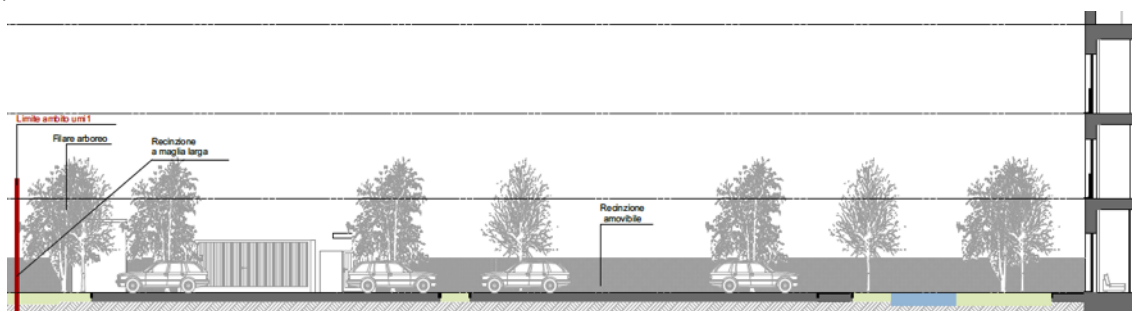 Limite ambito umi1
Filare arboreo
Recinzione
a maglia larga
Recinzione
amovibile